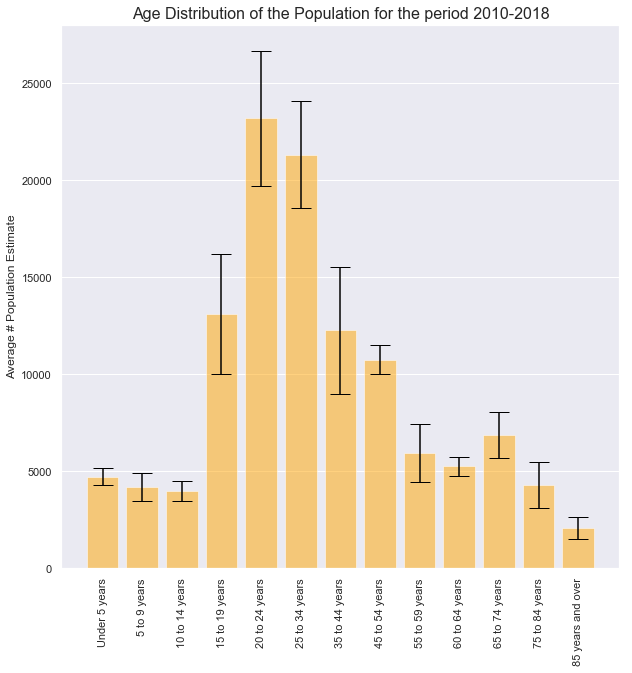 Age Distribution of the Population for the period 2010-2018
Average # Population Estimate
25000
20000
15000
10000
5000
0
Under 5 years
5 to 9 years
10 to 14 years
15 to 19 years
20 to 24 years
25 to 34 years
35 to 44 years
45 to 54 years
55 to 59 years
60 to 64 years
65 to 74 years
75 to 84 years
85 years and over